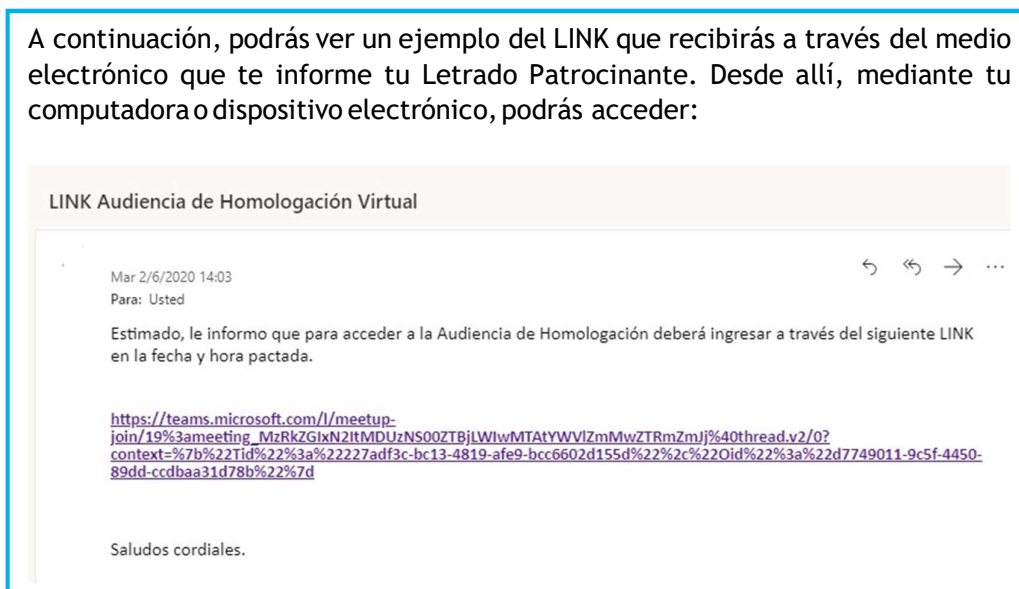 A continuación, podrás ver un ejemplo del LINK que recibirás a través del medio
electrónico que te informe tu Letrado Patrocinante. Desde allí, mediante tu
computadora o dispositivo electrónico, podrás acceder:
LINK Audiencia de Homologación Virtual
Mar 2/6/2020 14:03
Para: Usted
Estimado, le informo que para acceder a la Audiencia de Homologación deberá ingresar a través del siguiente LINK
en la fecha y hora pactada.
https://teams.microsoft.com/l/meetup-
join/19%3ameeting_MzRkZGIxN2ItMDUzNS00ZTBjLWIwMTAtYWVlZmMwZTRmZmJj%40thread.v2/0?
context=%7b%22Tid%22%3a%22227adf3c-bc13-4819-afe9-bcc6602d155d%22%2c%22Oid%22%3a%22d7749011-9c5f-4450-
89dd-ccdbaa31d78b%22%7d
Saludos cordiales.